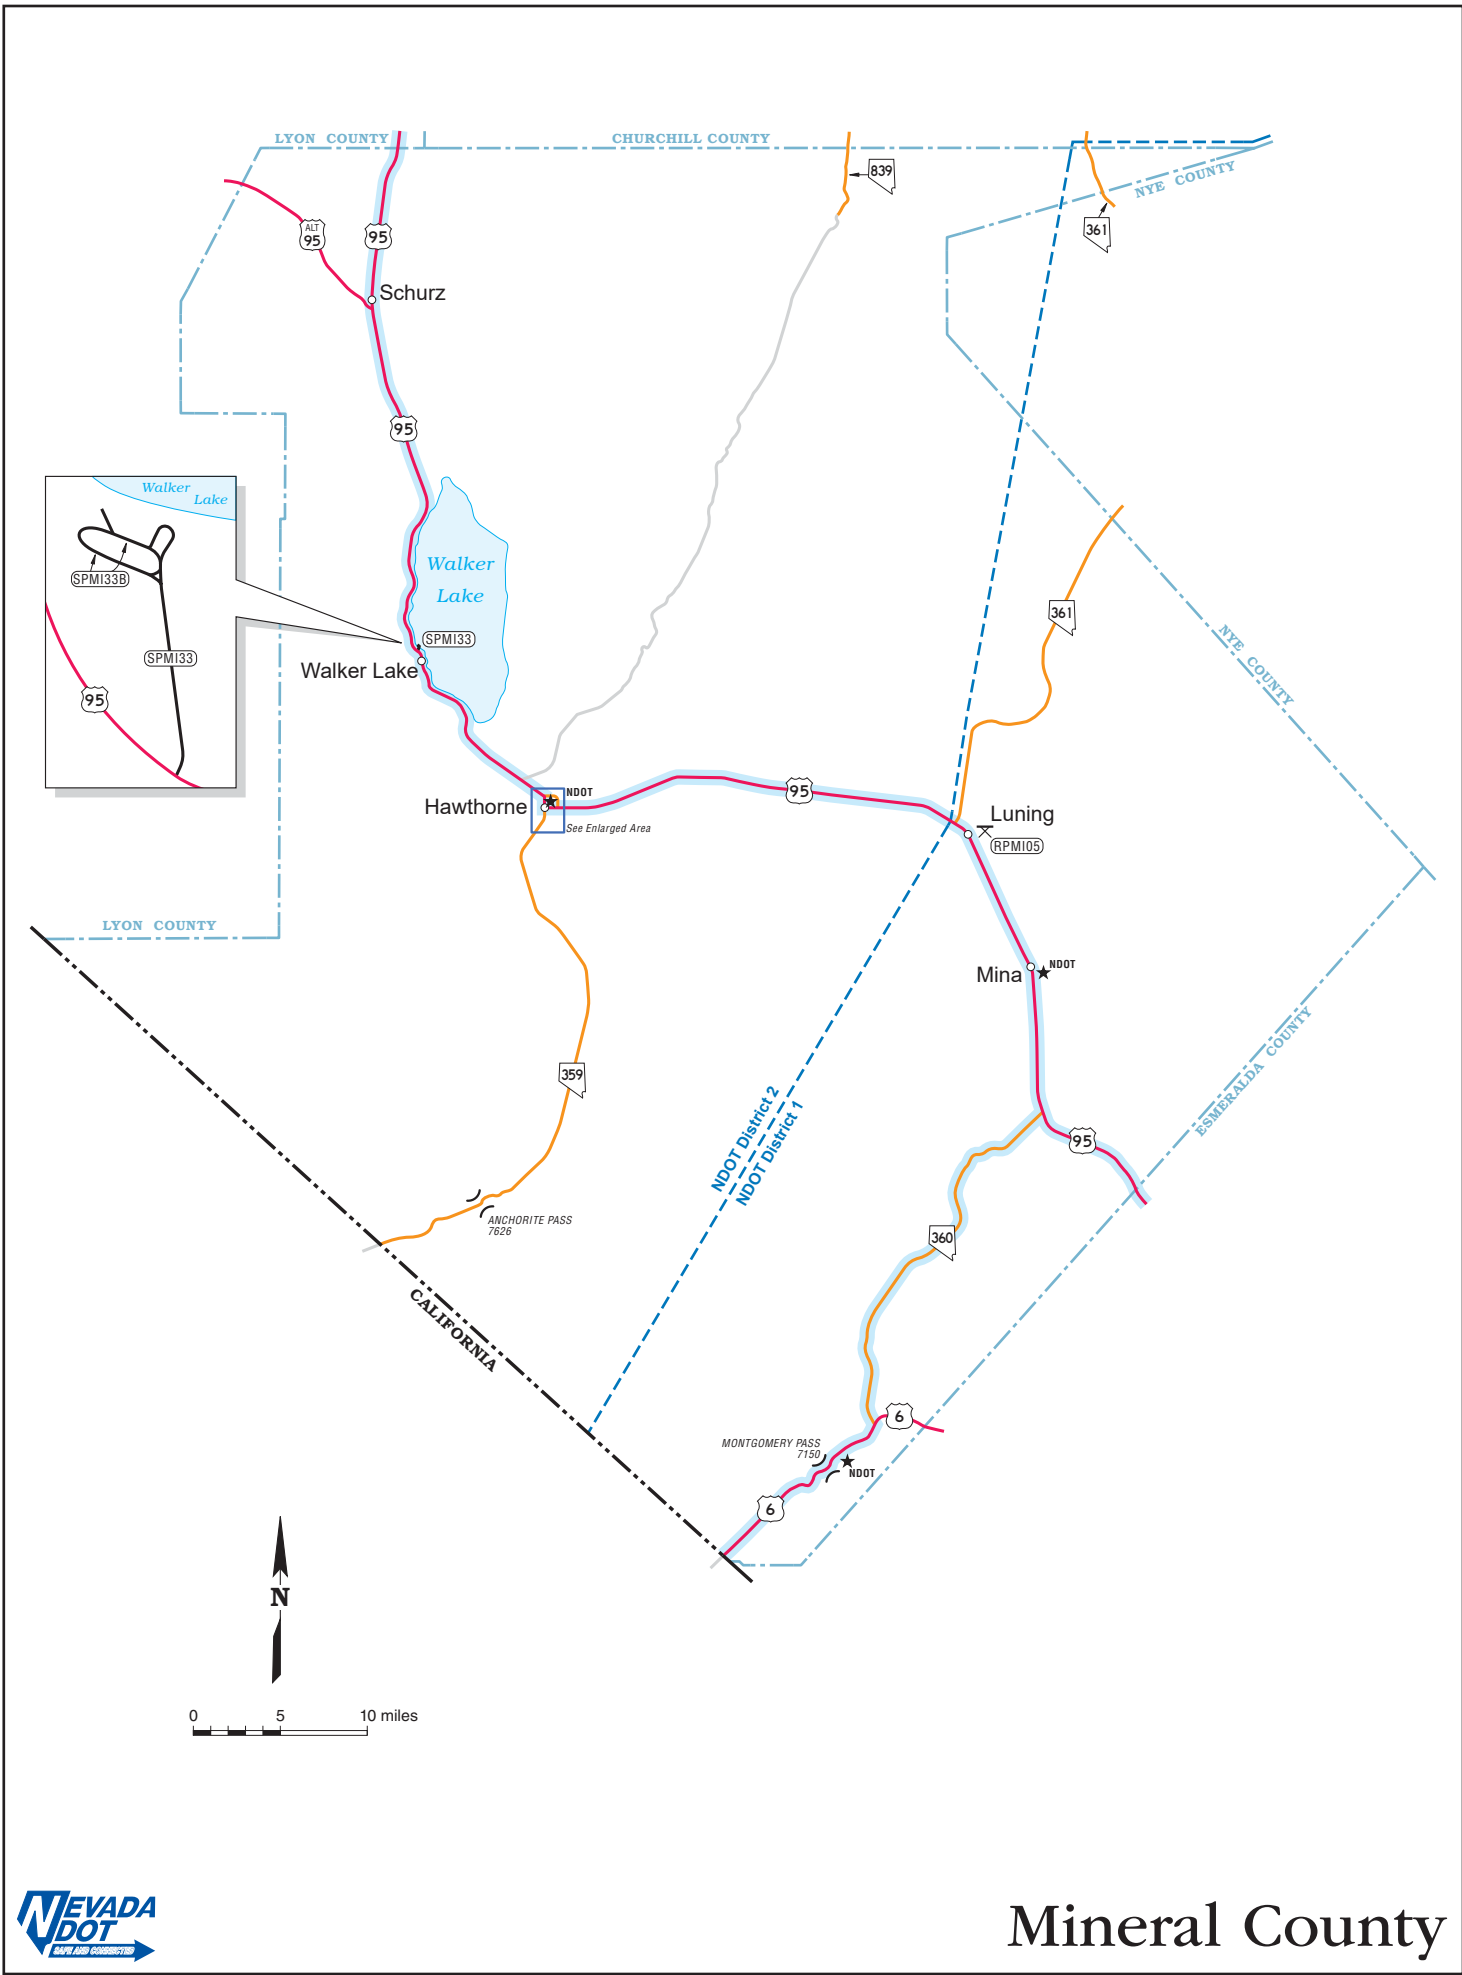 LYON COUNTY
CHURCHILL COUNTY
839
NYE COUNTY
361
ALT
95
95
Schurz
95
Walker
Lake
SPMI33B
SPMI33
95
Walker
Lake
SPMI33
Walker Lake
361
NYE COUNTY
NDOT
Hawthorne
See Enlarged Area
95
Luning
RPMI05
LYON COUNTY
Mina
NDOT
ESMERALDA COUNTY
359
NDOT District 2
NDOT District 1
95
ANCHORITE PASS
7626
360
CALIFORNIA
6
MONTGOMERY PASS
7150
NDOT
6
N
0 5 10 miles
NEVADA
DOT
SAFE AND CONNECTED
Mineral County